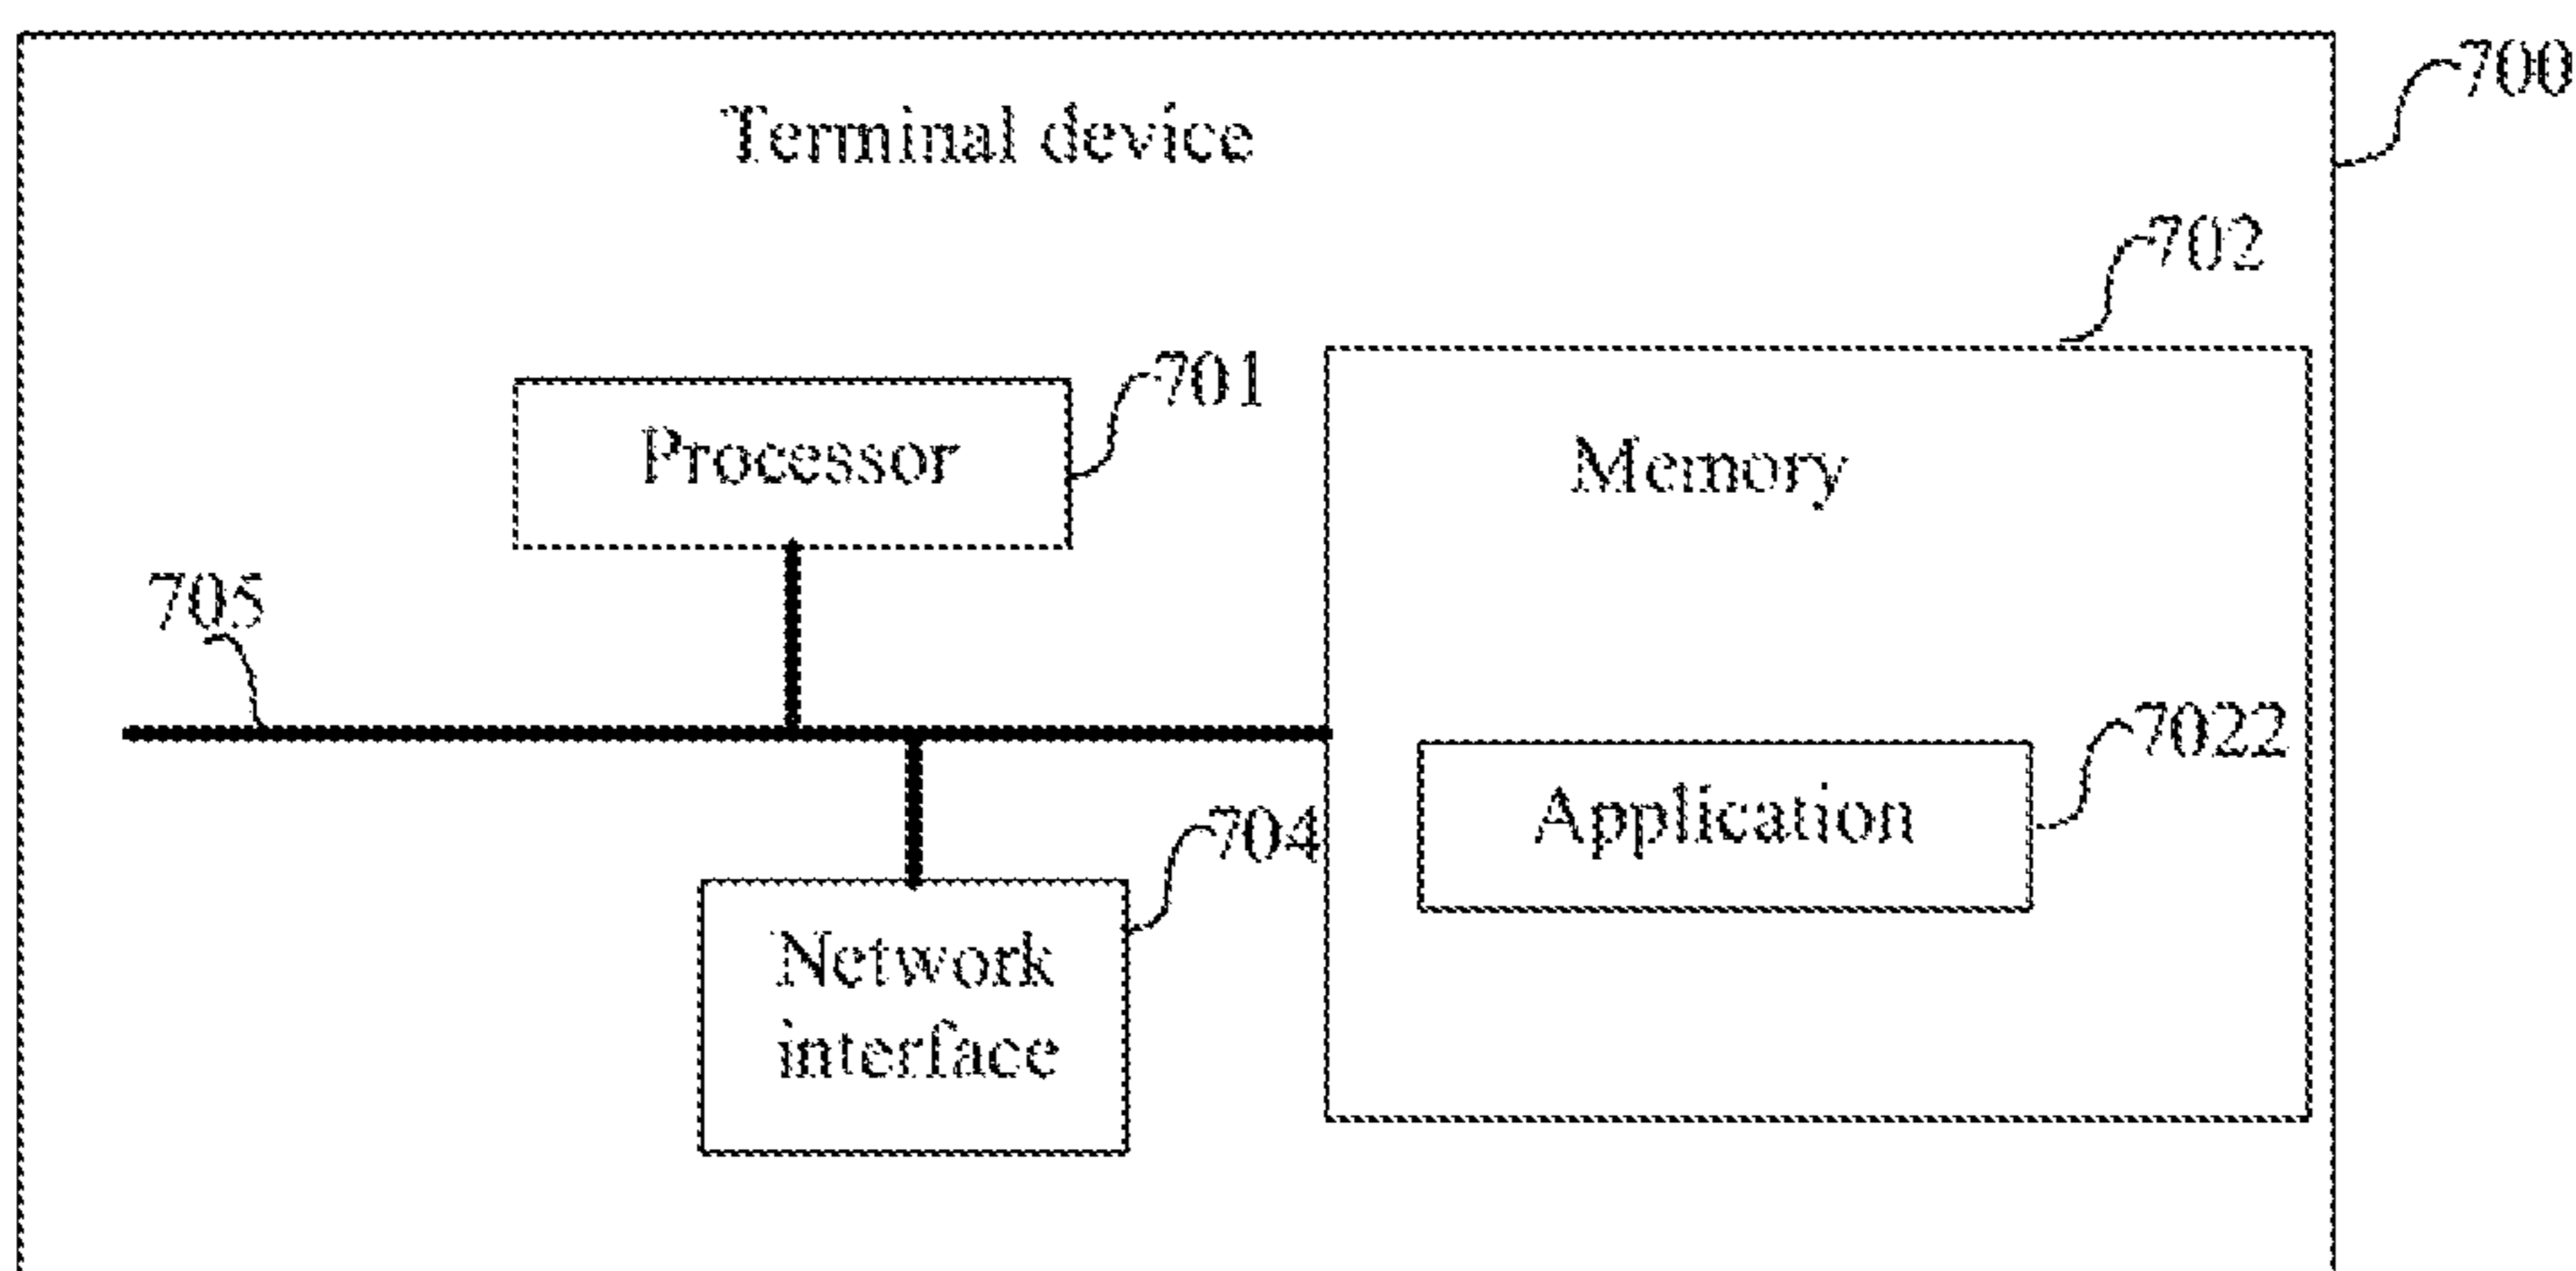 700
Terminal device
702
701
Processor
Memory
705
7022
Application
704
Network
interface